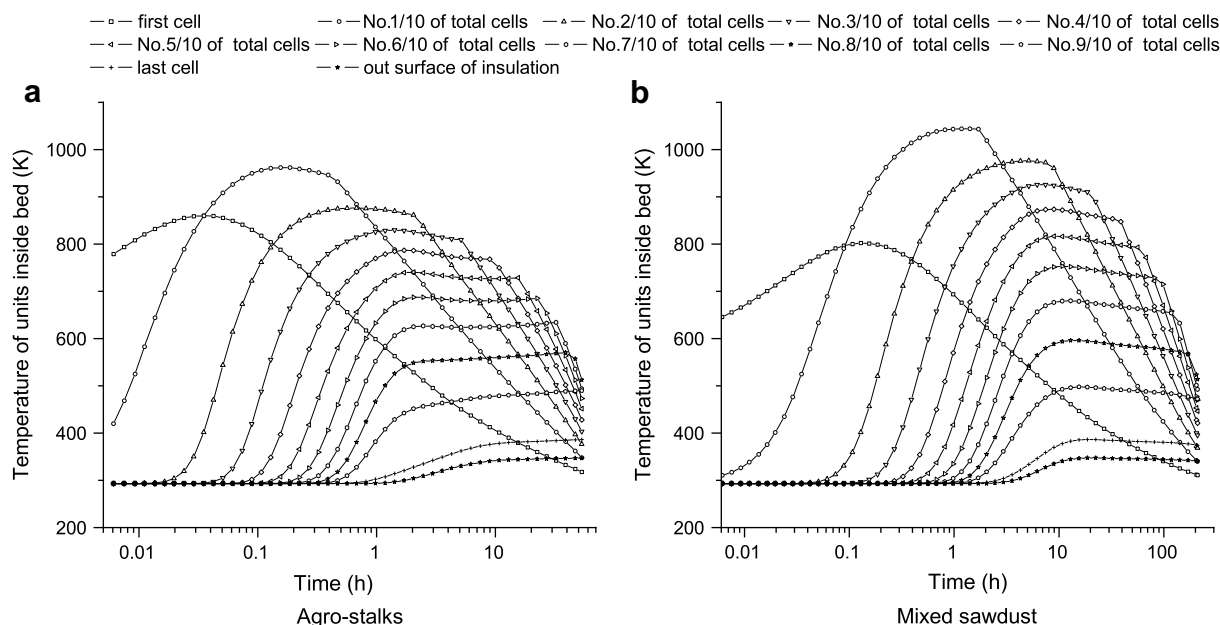 first cell No.1/10 of total cells No.2/10 of total cells No.3/10 of total cells No.4/10 of total cells
No.5/10 of total cells No.6/10 of total cells No.7/10 of total cells No.8/10 of total cells No.9/10 of total cells
last cell out surface of insulation
a
Temperature of units inside bed (K)
1000
800
600
400
200
0.01 0.1 1 10
Time (h)
Agro-stalks
b
Temperature of units inside bed (K)
1000
800
600
400
200
0.01 0.1 1 10 100
Time (h)
Mixed sawdust